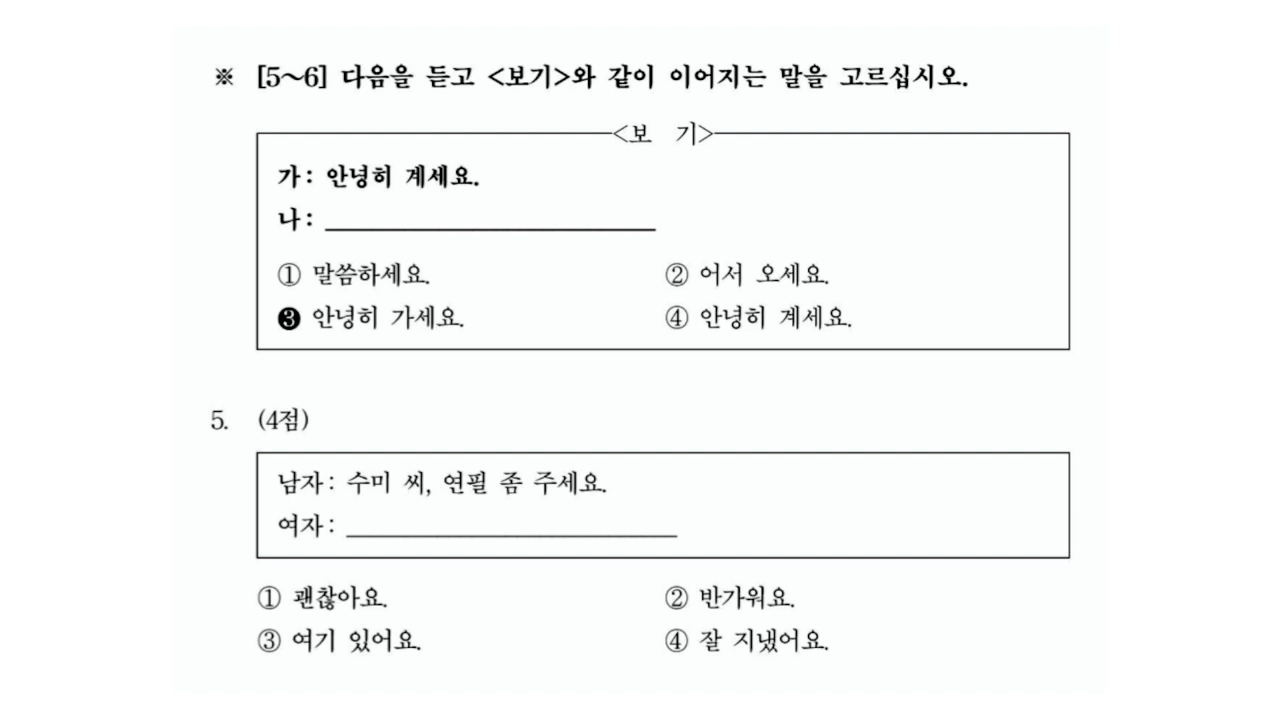 ※ [5~6] 다음을 듣고 <보기>와 같이 이어지는 말을 고르십시오.
<보 기>
가: 안녕히 계세요.
나: ____________________
① 말씀하세요. ② 어서 오세요.
❸ 안녕히 가세요. ④ 안녕히 계세요.
5. (4점)
남자: 수미 씨, 연필 좀 주세요.
여자: ____________________
① 괜찮아요. ② 반가워요.
③ 여기 있어요. ④ 잘 지냈어요.